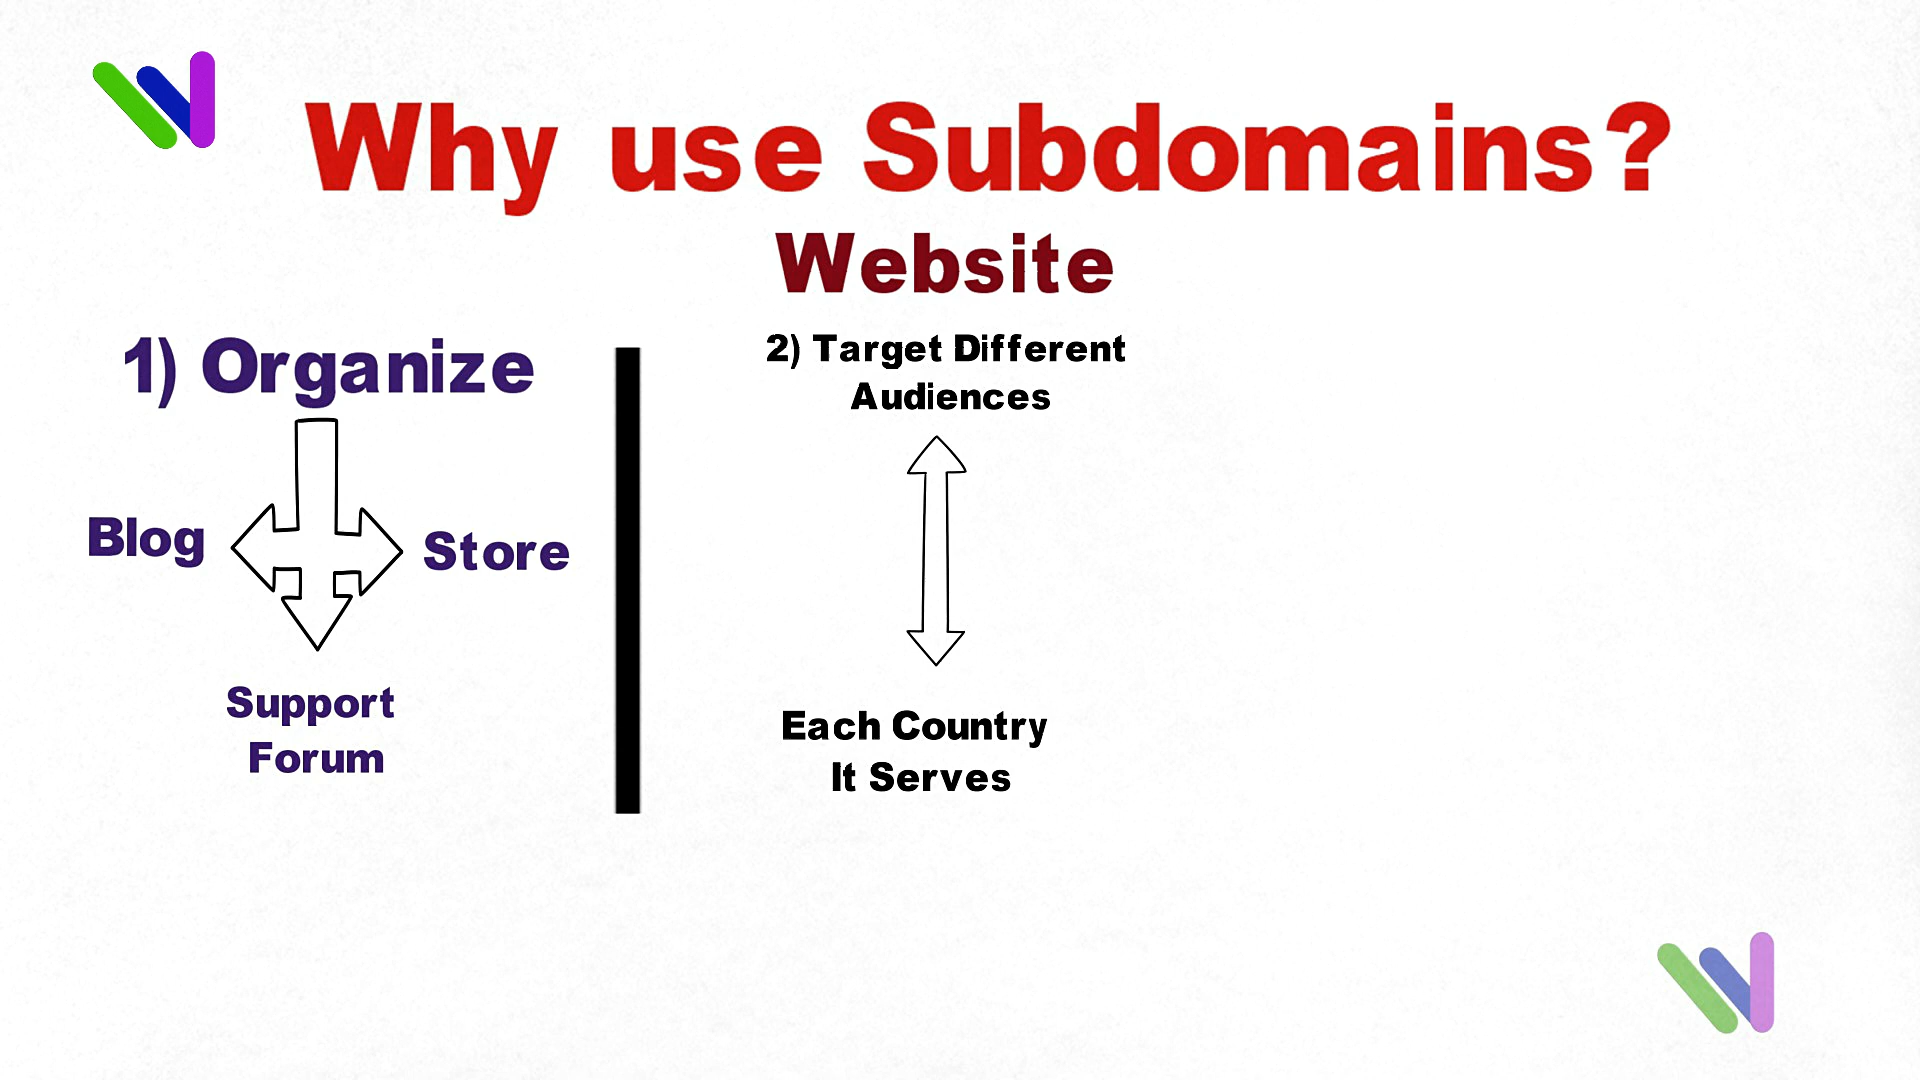 Why use Subdomains?
Website
1) Organize
Blog
Store
Support
Forum
2) Target Different
Audiences
Each Country
It Serves